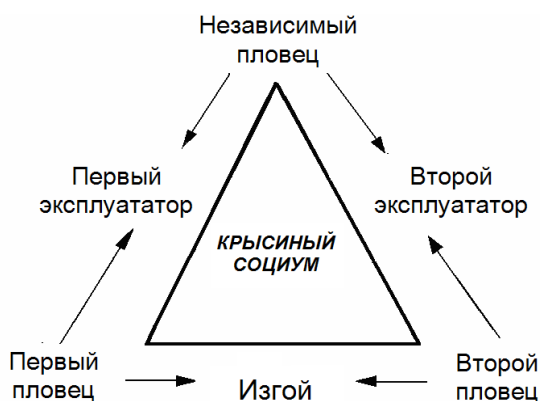 Независимый
пловец
Первый
эксплуататор
Второй
эксплуататор
КРЫСИНЫЙ
СОЦИУМ
Первый
пловец
Изгой
Второй
пловец